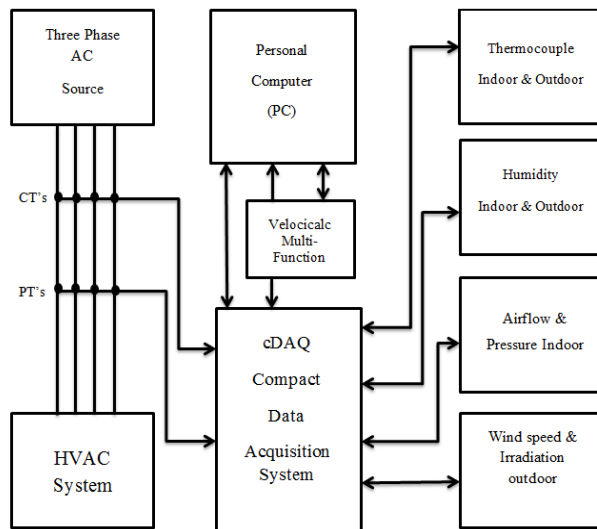 Three Phase
AC
Source
CT's
PT's
HVAC
System
Personal
Computer
(PC)
Velocicalc
Multi-
Function
cDAQ
Compact
Data
Acquisition
System
Thermocouple
Indoor & Outdoor
Humidity
Indoor & Outdoor
Airflow &
Pressure Indoor
Wind speed &
Irradiation
outdoor